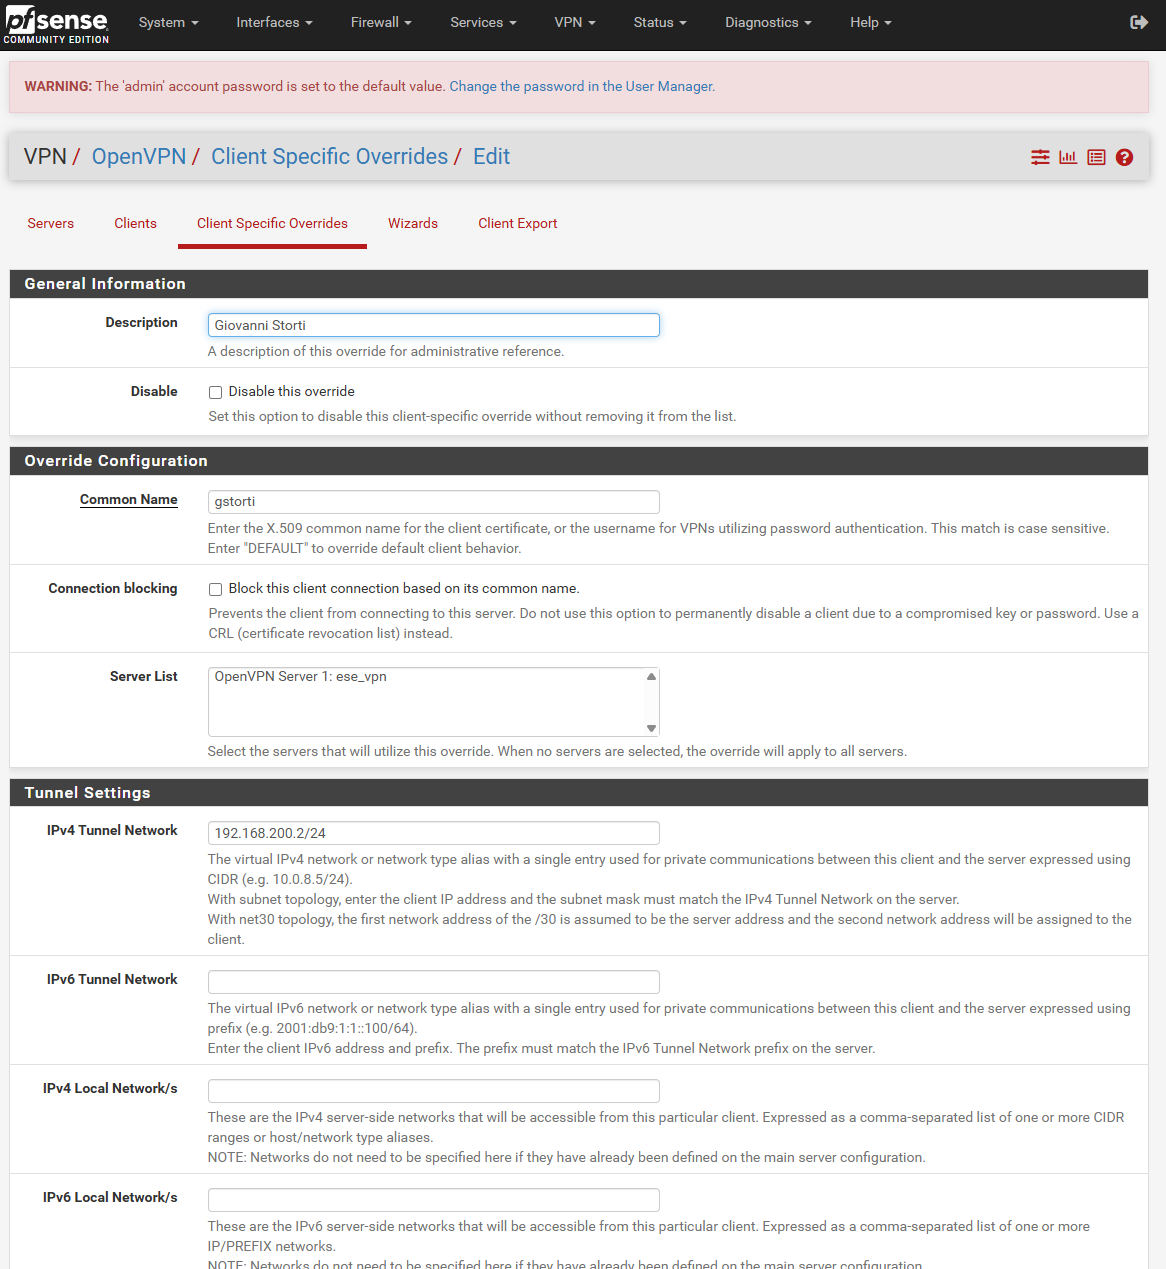 pfsense
COMMUNITY EDITION
System Interfaces Firewall Services VPN Status Diagnostics Help
WARNING: The 'admin' account password is set to the default value. Change the password in the User Manager.
VPN / OpenVPN / Client Specific Overrides / Edit
Servers Clients Client Specific Overrides Wizards Client Export
General Information
Description
Giovanni Storti
A description of this override for administrative reference.
Disable
Disable this override
Set this option to disable this client-specific override without removing it from the list.
Override Configuration
Common Name
gstorti
Enter the X.509 common name for the client certificate, or the username for VPNs utilizing password authentication. This match is case sensitive.
Enter "DEFAULT" to override default client behavior.
Connection blocking
Block this client connection based on its common name.
Prevents the client from connecting to this server. Do not use this option to permanently disable a client due to a compromised key or password. Use a
CRL (certificate revocation list) instead.
Server List
OpenVPN Server 1: ese_vpn
Select the servers that will utilize this override. When no servers are selected, the override will apply to all servers.
Tunnel Settings
IPv4 Tunnel Network
192.168.200.2/24
The virtual IPv4 network or network type alias with a single entry used for private communications between this client and the server expressed using
CIDR (e.g. 10.0.8.5/24).
With subnet topology, enter the client IP address and the subnet mask must match the IPv4 Tunnel Network on the server.
With net30 topology, the first network address of the /30 is assumed to be the server address and the second network address will be assigned to the
client.
IPv6 Tunnel Network
The virtual IPv6 network or network type alias with a single entry used for private communications between this client and the server expressed using
prefix (e.g. 2001:db9:1:1::100/64).
Enter the client IPv6 address and prefix. The prefix must match the IPv6 Tunnel Network prefix on the server.
IPv4 Local Network/s
These are the IPv4 server-side networks that will be accessible from this particular client. Expressed as a comma-separated list of one or more CIDR
ranges or host/network type aliases.
NOTE: Networks do not need to be specified here if they have already been defined on the main server configuration.
IPv6 Local Network/s
These are the IPv6 server-side networks that will be accessible from this particular client. Expressed as a comma-separated list of one or more
IP/PREFIX networks.
NOTE: Networks do not need to be specified here if they have already been defined on the main server configuration.